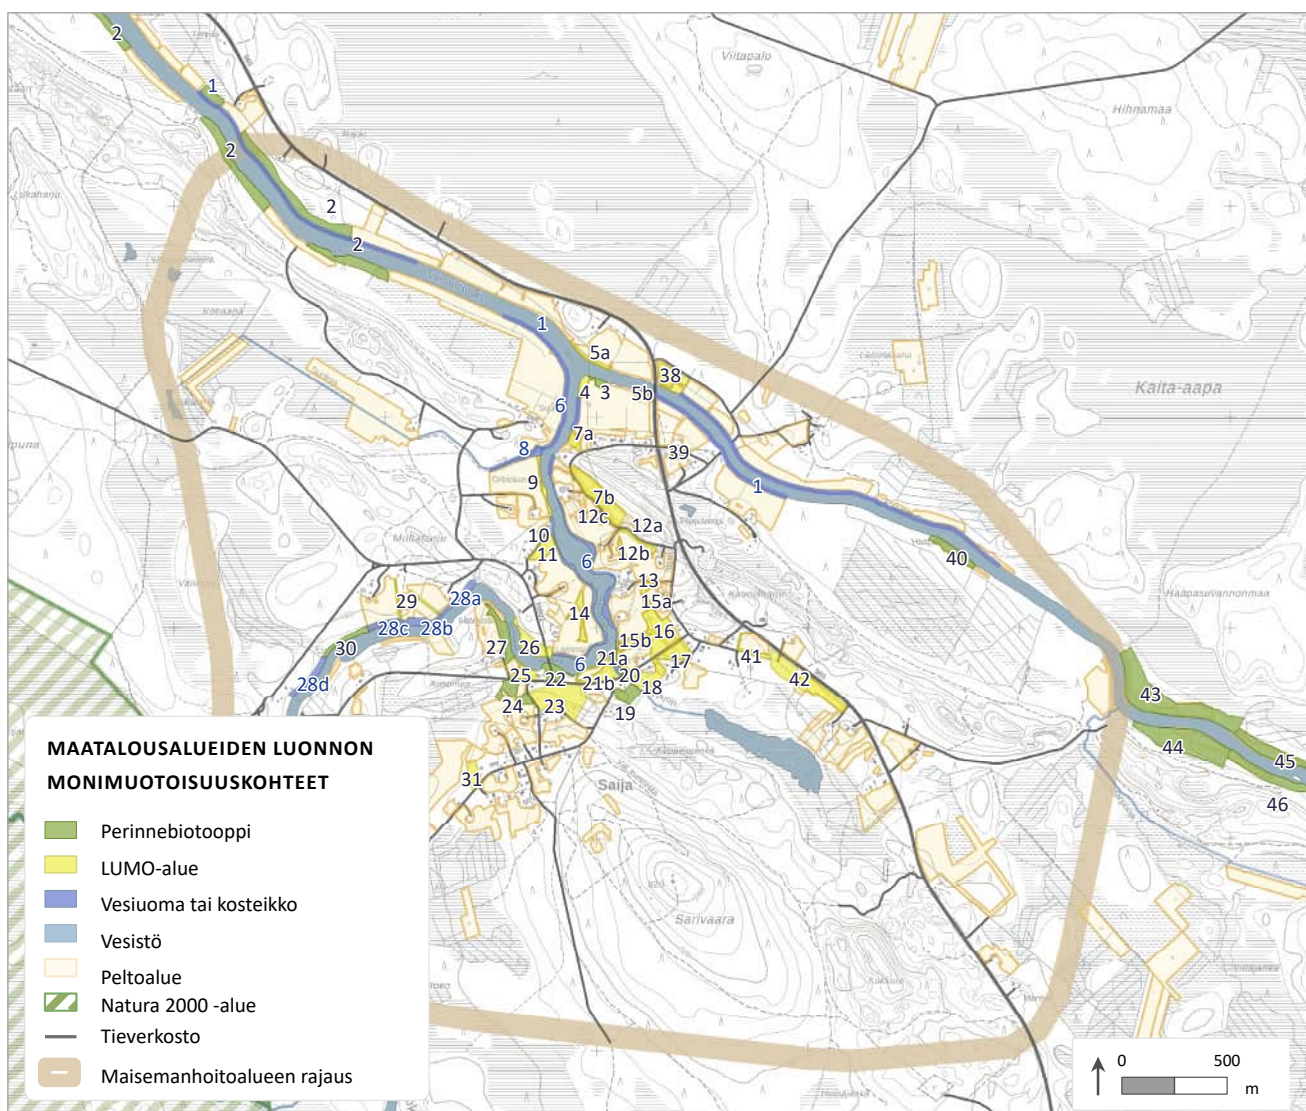 2
1
Viitapalo
Hihnamaa
2
2
2
1
5a
38
Kaita-aapa
4
3
5b
6
7a
8
39
9
7b
1
12c
12a
10
11
12b
40
6
13
Haapasuvannonmaa
29
28a
15a
14
28c
28b
16
30
27
26
15b
41
21a
17
6
28d
25
22
20
42
21b
18
43
24
23
19
44
45
31
46
Saija
Sarivaara
Kukkura
MAATALOUSALUEIDEN LUONNON
MONIMUOTOISUUSKOHTEET
Perinnebiotooppi
LUMO-alue
Vesiuoma tai kosteikko
Vesistö
Peltoalue
Natura 2000 -alue
Tieverkosto
Maisemanhoitoalueen rajaus
0 500
m